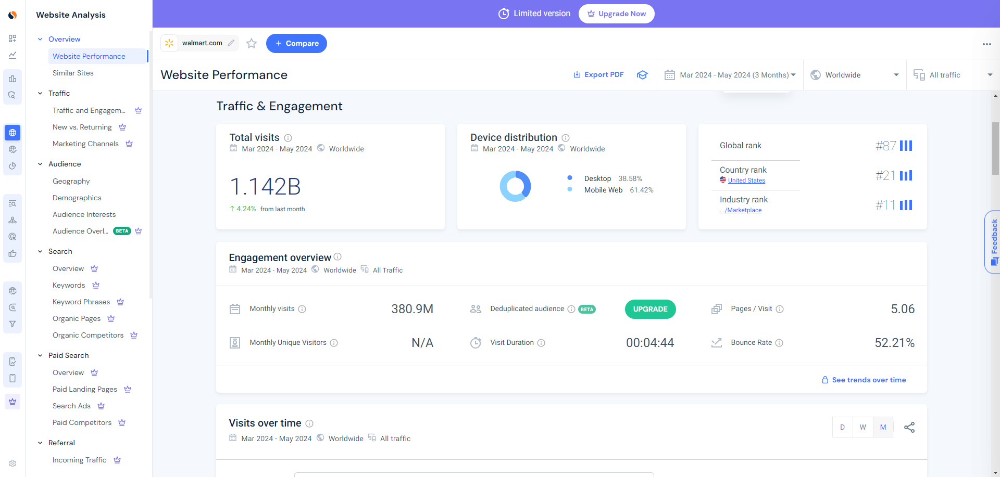 Website Analysis
Overview
Website Performance
Similar Sites
Traffic
Traffic and Engagem...
New vs. Returning
Marketing Channels
Audience
Geography
Demographics
Audience Interests
Audience Overl... BETA
Search
Overview
Keywords
Keyword Phrases
Organic Pages
Organic Competitors
Paid Search
Overview
Paid Landing Pages
Search Ads
Paid Competitors
Referral
Incoming Traffic
Limited version Upgrade Now
walmart.com + Compare
Website Performance Export PDF Mar 2024 - May 2024 (3 Months) Worldwide All traffic
Traffic & Engagement
Total visits
Mar 2024 - May 2024 Worldwide
1.142B
↑ 4.24% from last month
Device distribution
Mar 2024 - May 2024 Worldwide
Desktop 38.58%
Mobile Web 61.42%
Global rank #87
Country rank #21
United States
Industry rank #11
.../Marketplace
Feedback
Engagement overview
Mar 2024 - May 2024 Worldwide All Traffic
Monthly visits 380.9M Deduplicated audience BETA UPGRADE Pages / Visit 5.06
Monthly Unique Visitors N/A Visit Duration 00:04:44 Bounce Rate 52.21%
See trends over time
Visits over time D W M
Mar 2024 - May 2024 Worldwide All traffic